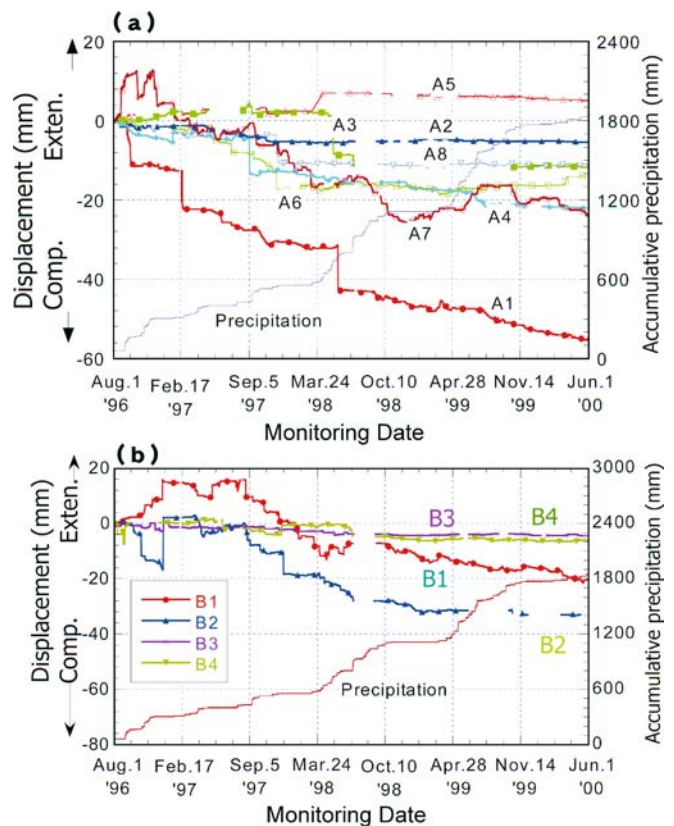 (a)
20
0
-20
-40
-60
Displacement (mm)
Comp. Exten.
2400
1800
1200
600
0
Accumulative precipitation (mm)
A5
A3
A2
A8
A6
A7
A4
A1
Precipitation
Aug.1 Feb.17 Sep.5 Mar.24 Oct.10 Apr.28 Nov.14 Jun.1
'96 '97 '97 '98 '98 '99 '99 '00
Monitoring Date
(b)
20
0
-20
-40
-60
-80
Displacement (mm)
Comp. Exten.
3000
2400
1800
1200
600
0
Accumulative precipitation (mm)
B3 B4
B1
B2
B1
B2
B3
B4
Precipitation
Aug.1 Feb.17 Sep.5 Mar.24 Oct.10 Apr.28 Nov.14 Jun.1
'96 '97 '97 '98 '98 '99 '99 '00
Monitoring Date